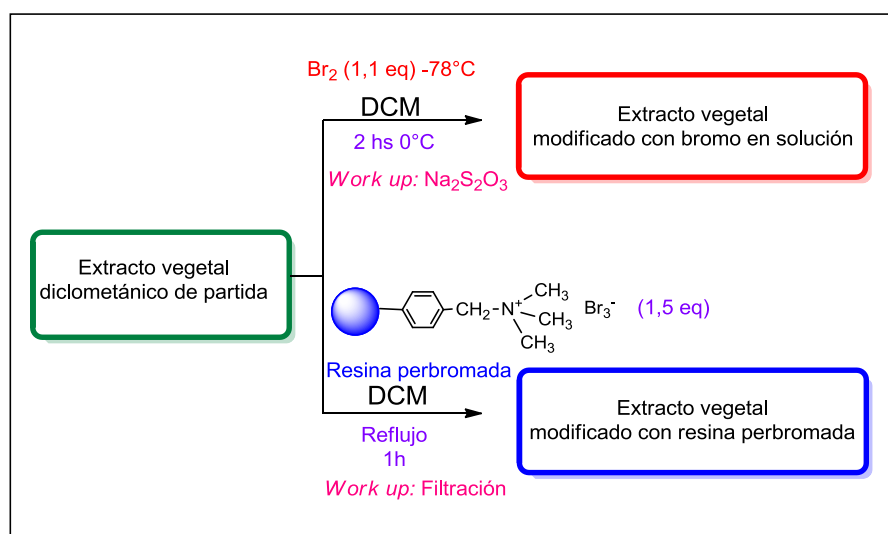 Br₂ (1,1 eq) -78°C
DCM
2 hs 0°C
Work up: Na₂S₂O₃
Extracto vegetal
modificado con bromo en solución
Extracto vegetal
diclometánico de partida
CH₂-N⁺ CH₃ CH₃ CH₃ Br₃⁻ (1,5 eq)
Resina perbromada
DCM
Reflujo
1h
Work up: Filtración
Extracto vegetal
modificado con resina perbromada